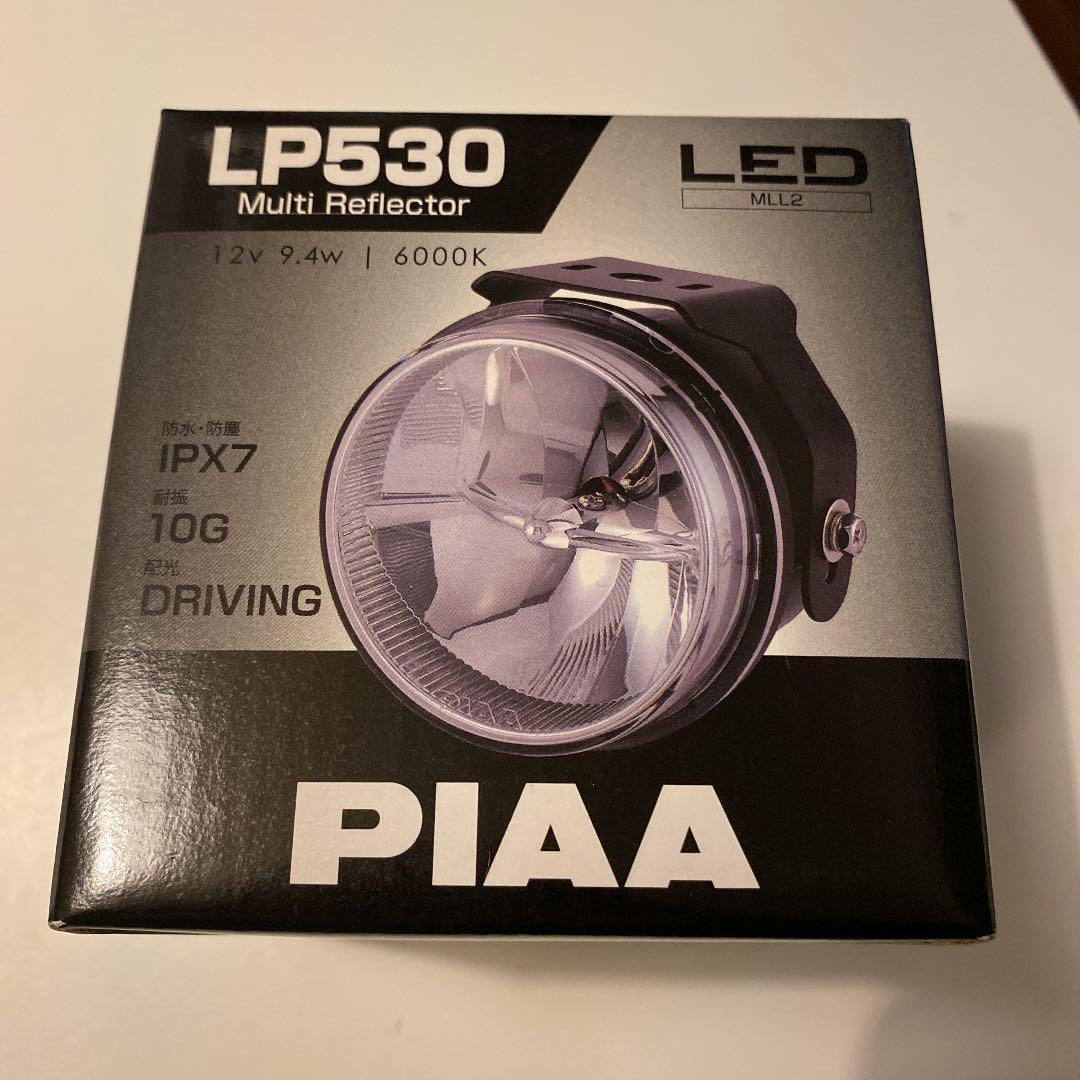 LP530
Multi Reflector
LED
MLL2
12v 9.4w | 6000K
防水・防塵
IPX7
耐振
10G
配光
DRIVING
PIAA